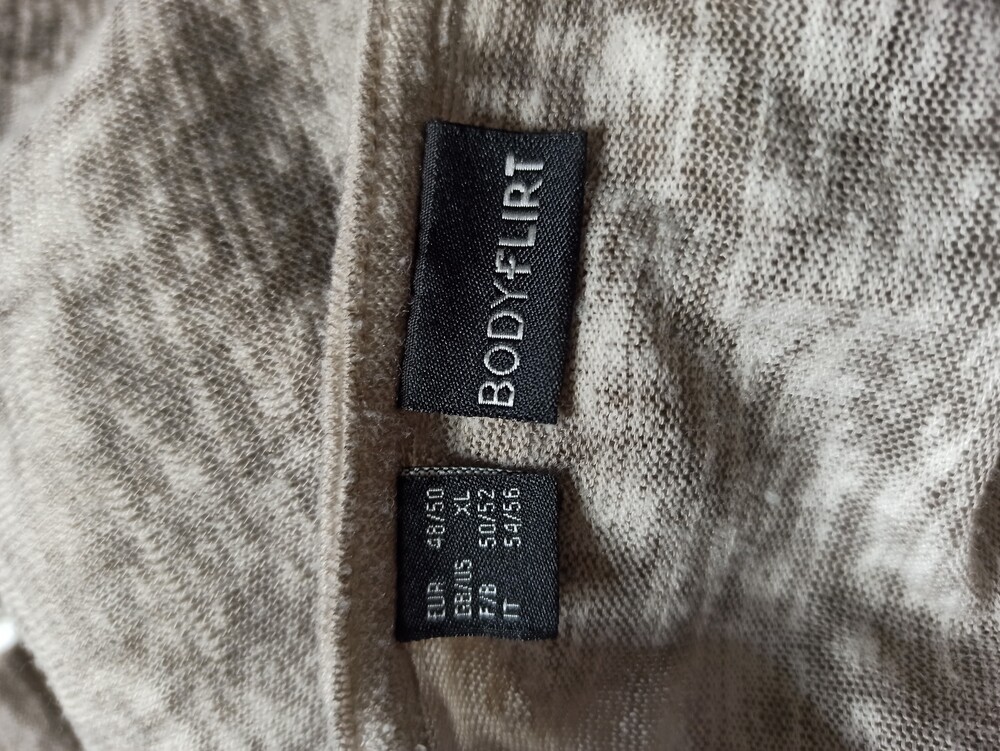 BODYFLIRT
EUR 48/50
GB/US XL
F/B 50/52
IT 54/56